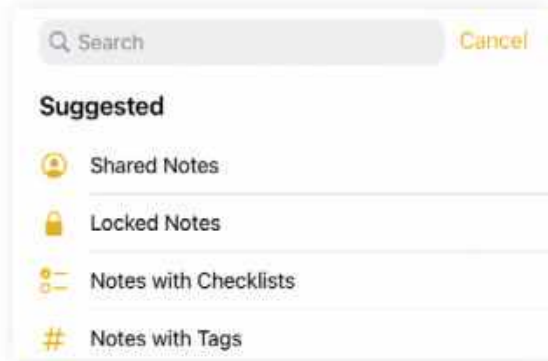 Search
Cancel
Suggested
Shared Notes
Locked Notes
Notes with Checklists
# Notes with Tags